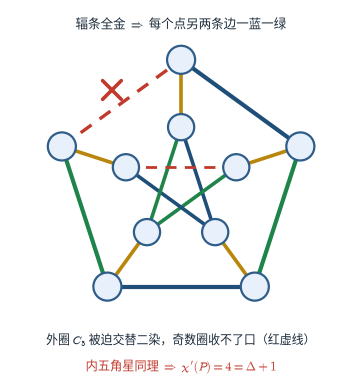 辐条全金 ⇒ 每个点另两条边一蓝一绿
外圈 C₅ 被迫交替二染，奇数圈收不了口（红虚线）
内五角星同理 ⇒ χ′(P) = 4 = Δ + 1